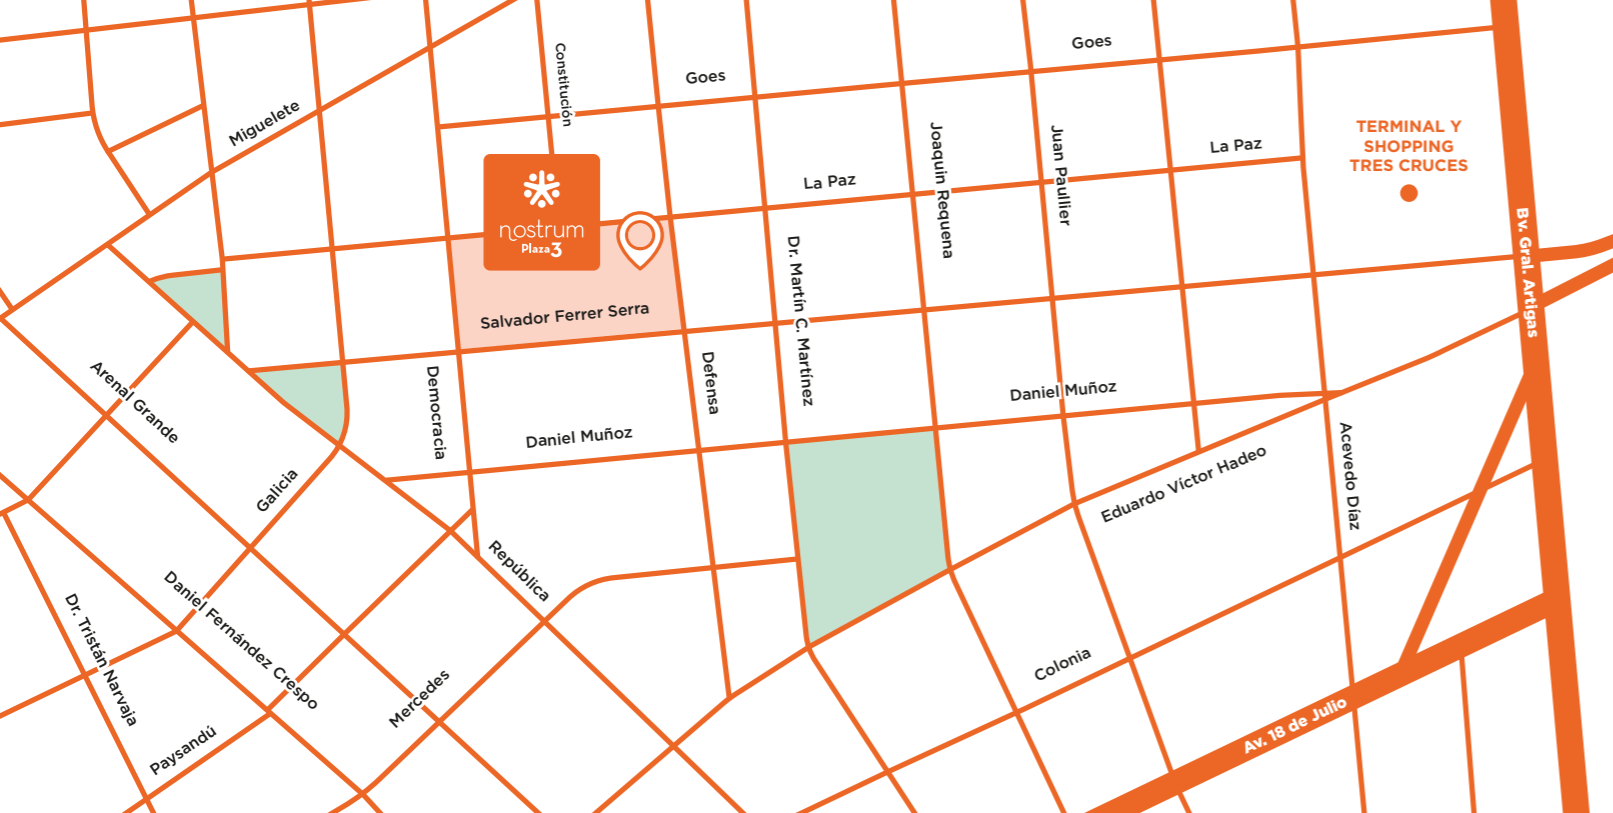 Goes
Constitución
Goes
Miguelete
TERMINAL Y
SHOPPING
TRES CRUCES
Joaquin Requena
Juan Paullier
La Paz
La Paz
nostrum
Plaza 3
Bv. Gral. Artigas
Dr. Martín C. Martínez
Salvador Ferrer Serra
Arenal Grande
Democracia
Defensa
Daniel Muñoz
Daniel Muñoz
Acevedo Díaz
Galicia
Eduardo Víctor Hadeo
República
Daniel Fernández Crespo
Dr. Tristán Narvaja
Mercedes
Colonia
Paysandú
Av. 18 de Julio